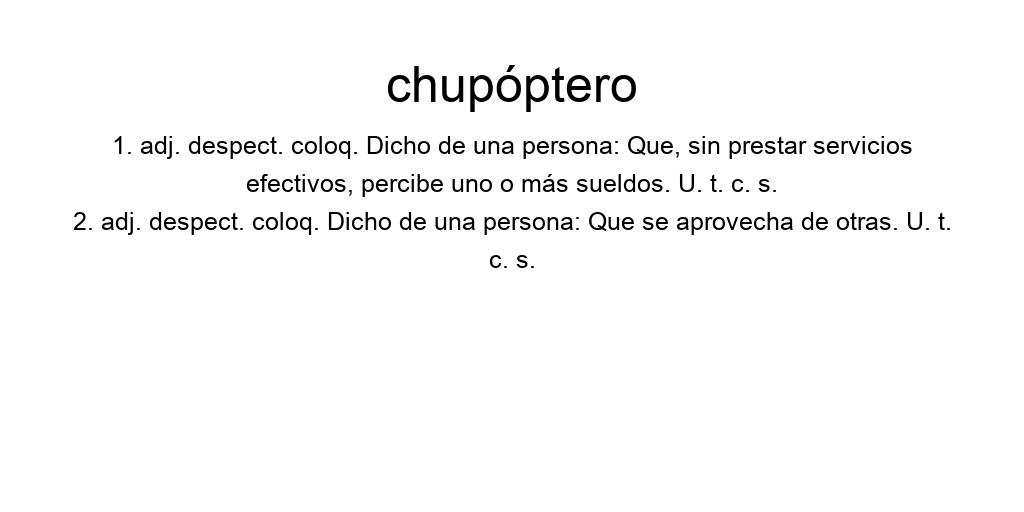 chupóptero
1. adj. despect. coloq. Dicho de una persona: Que, sin prestar servicios
efectivos, percibe uno o más sueldos. U. t. c. s.
2. adj. despect. coloq. Dicho de una persona: Que se aprovecha de otras. U. t.
c. s.